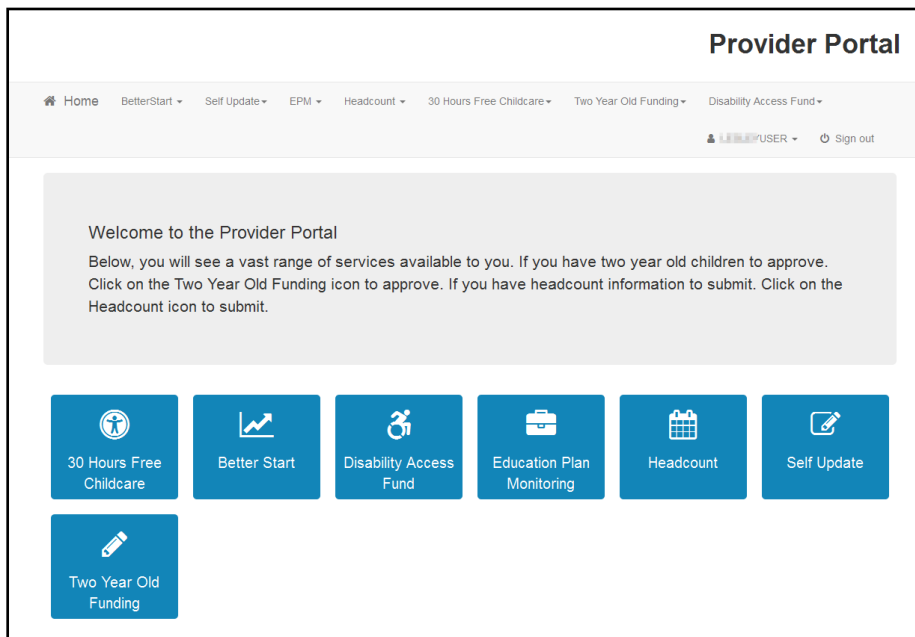 Provider Portal
Home BetterStart Self Update EPM Headcount 30 Hours Free Childcare Two Year Old Funding Disability Access Fund
USER Sign out
Welcome to the Provider Portal
Below, you will see a vast range of services available to you. If you have two year old children to approve.
Click on the Two Year Old Funding icon to approve. If you have headcount information to submit. Click on the
Headcount icon to submit.
30 Hours Free
Childcare
Better Start
Disability Access
Fund
Education Plan
Monitoring
Headcount
Self Update
Two Year Old
Funding